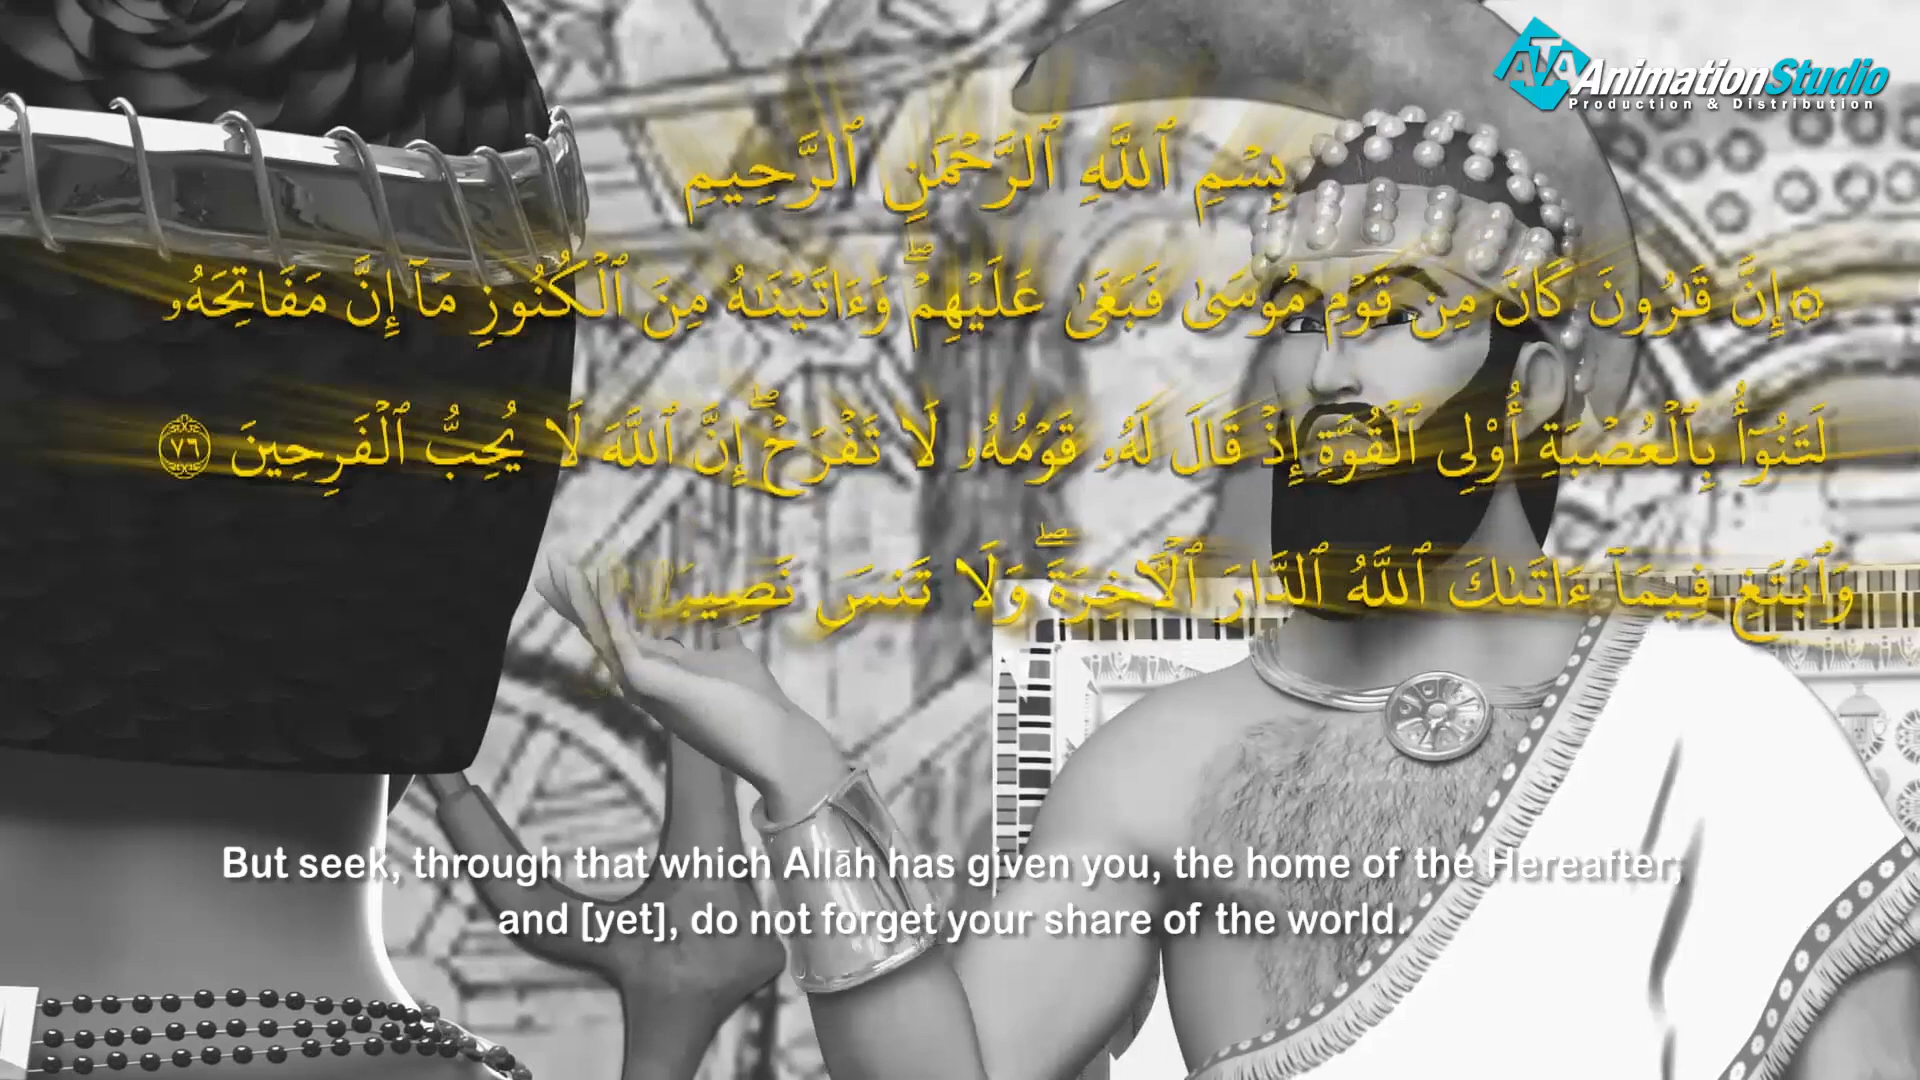 ATA AnimationStudio
Production & Distribution
بِسْمِ ٱللَّهِ ٱلرَّحْمَٰنِ ٱلرَّحِيمِ
۞ إِنَّ قَٰرُونَ كَانَ مِن قَوْمِ مُوسَىٰ فَبَغَىٰ عَلَيْهِمْ ۖ وَءَاتَيْنَٰهُ مِنَ ٱلْكُنُوزِ مَآ إِنَّ مَفَاتِحَهُۥ
لَتَنُوٓأُ بِٱلْعُصْبَةِ أُو۟لِى ٱلْقُوَّةِ إِذْ قَالَ لَهُۥ قَوْمُهُۥ لَا تَفْرَحْ ۖ إِنَّ ٱللَّهَ لَا يُحِبُّ ٱلْفَرِحِينَ ٧٦
وَٱبْتَغِ فِيمَآ ءَاتَىٰكَ ٱللَّهُ ٱلدَّارَ ٱلْءَاخِرَةَ ۖ وَلَا تَنسَ
But seek, through that which Allāh has given you, the home of the Hereafter;
and [yet], do not forget your share of the world.